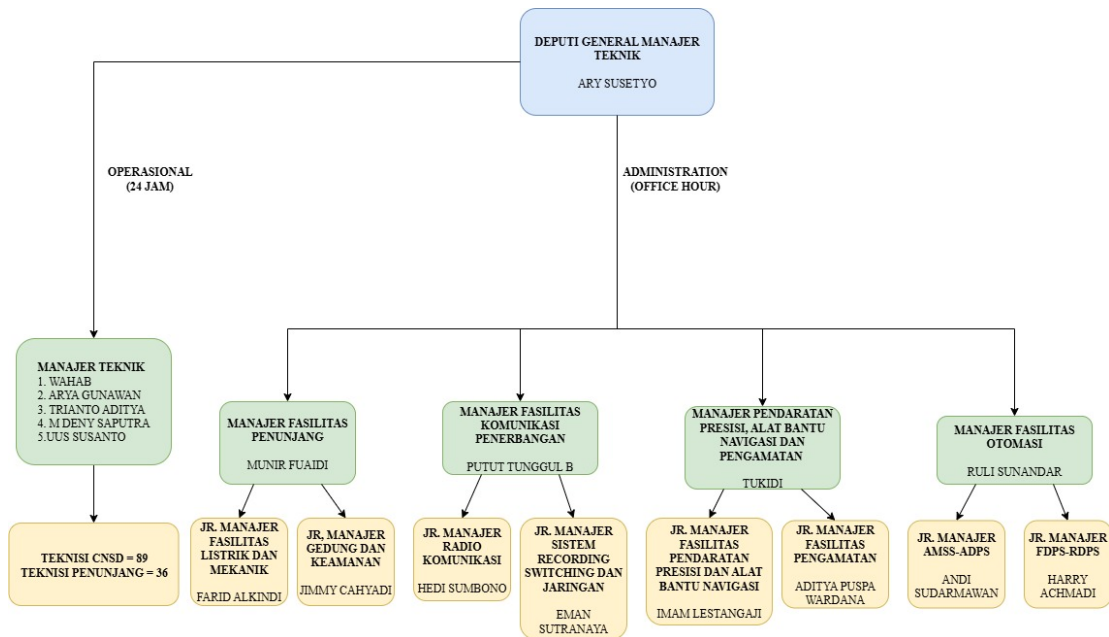 DEPUTI GENERAL MANAJER
TEKNIK
ARY SUSETYO
OPERASIONAL
(24 JAM)
ADMINISTRATION
(OFFICE HOUR)
MANAJER TEKNIK
1. WAHAB
2. ARYA GUNAWAN
3. TRIANTO ADITYA
4. M DENY SAPUTRA
5.UUS SUSANTO
MANAJER FASILITAS
PENUNJANG
MUNIR FUAIDI
MANAJER FASILITAS
KOMUNIKASI
PENERBANGAN
PUTUT TUNGGUL B
MANAJER PENDARATAN
PRESISI, ALAT BANTU
NAVIGASI DAN
PENGAMATAN
TUKIDI
MANAJER FASILITAS
OTOMASI
RULI SUNANDAR
TEKNISI CNSD = 89
TEKNISI PENUNJANG = 36
JR. MANAJER
FASILITAS
LISTRIK DAN
MEKANIK
FARID ALKINDI
JR, MANAJER
GEDUNG DAN
KEAMANAN
JIMMY CAHYADI
JR. MANAJER
RADIO
KOMUNIKASI
HEDI SUMBONO
JR. MANAJER
SISTEM
RECORDING
SWITCHING DAN
JARINGAN
EMAN
SUTRANAYA
JR. MANAJER
FASILITAS
PENDARATAN
PRESISI DAN ALAT
BANTU NAVIGASI
IMAM LESTANGAJI
JR. MANAJER
FASILITAS
PENGAMATAN
ADITYA PUSPA
WARDANA
JR. MANAJER
AMSS-ADPS
ANDI
SUDARMAWAN
JR. MANAJER
FDPS-RDPS
HARRY
ACHMADI